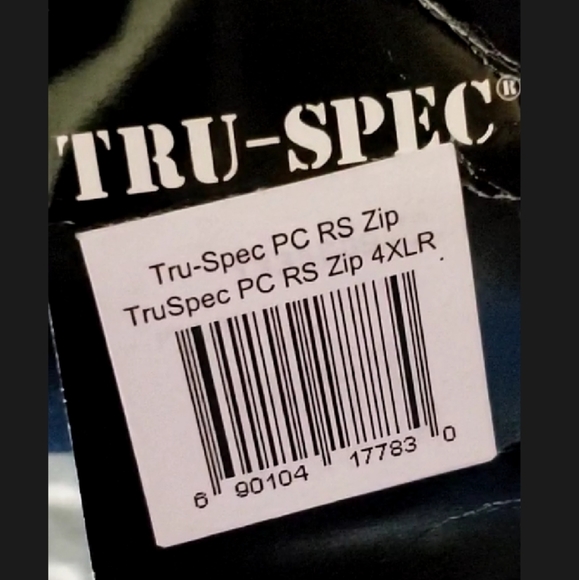 TRU-SPEC®
Tru-Spec PC RS Zip
TruSpec PC RS Zip 4XLR
6 90104 17783 0